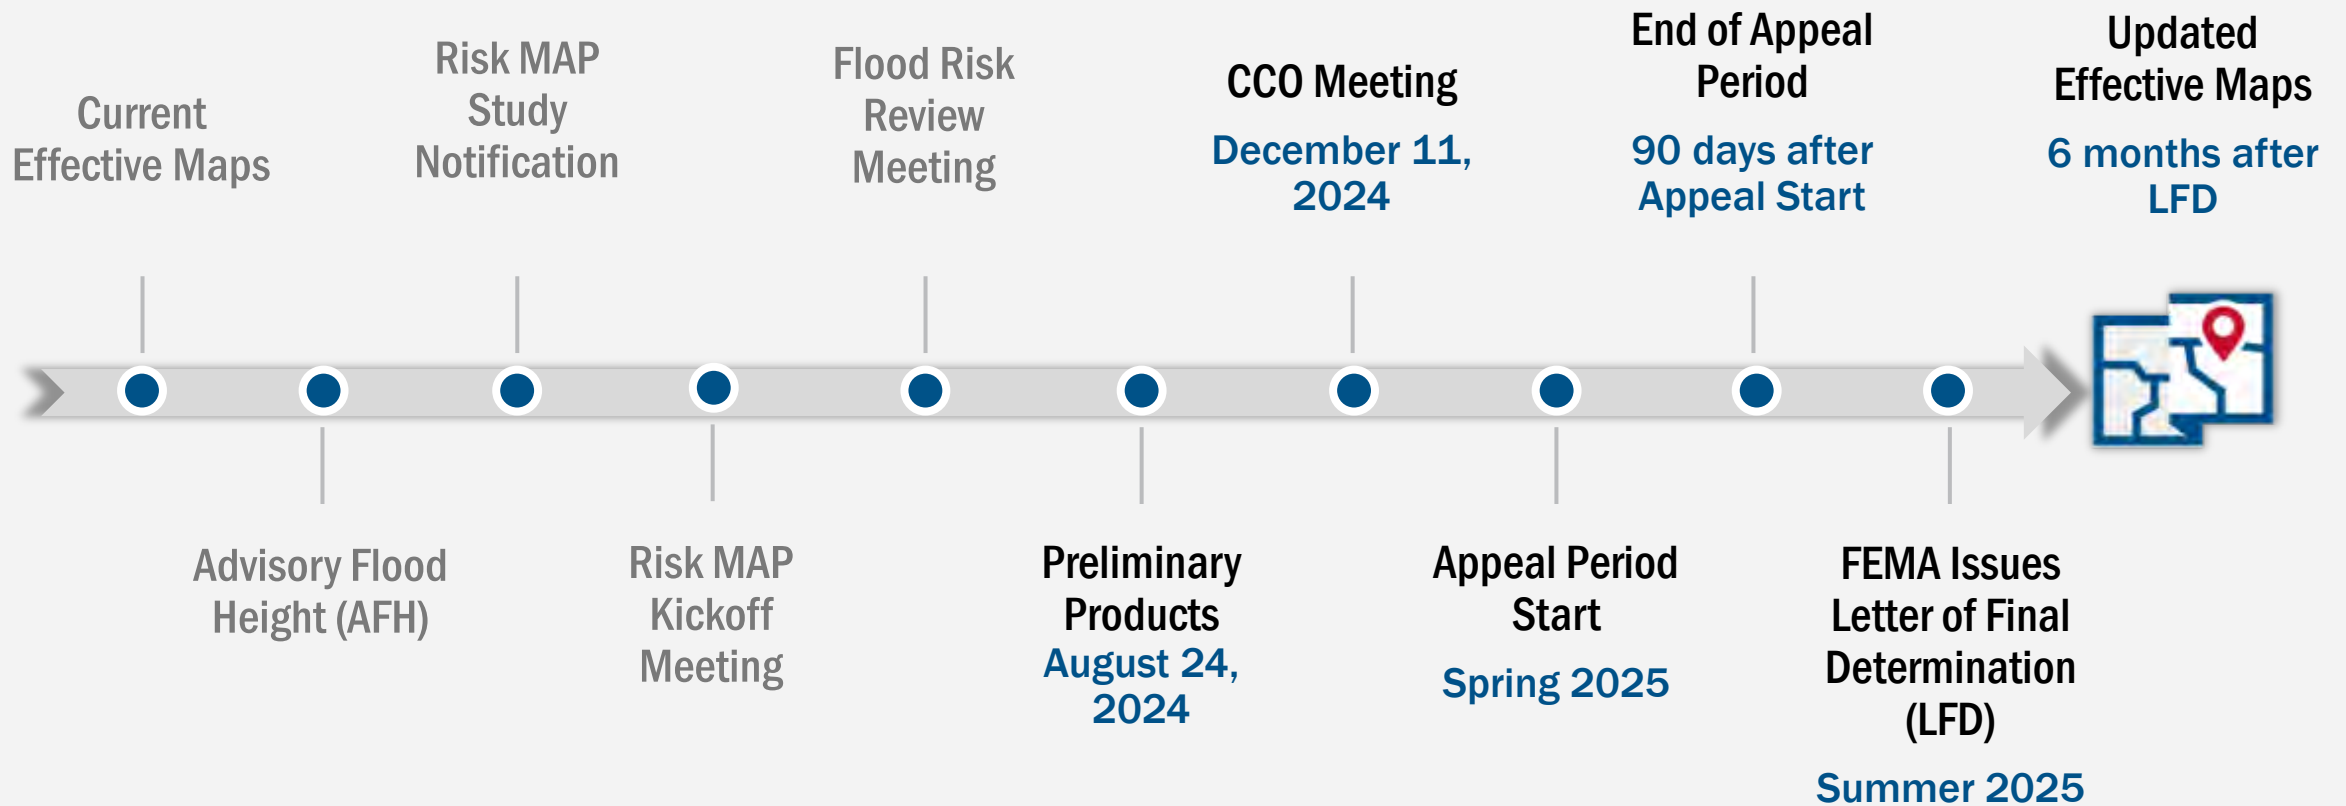 Current
Effective Maps
Risk MAP
Study
Notification
Flood Risk
Review
Meeting
CCO Meeting
December 11,
2024
End of Appeal
Period
90 days after
Appeal Start
Updated
Effective Maps
6 months after
LFD
Advisory Flood
Height (AFH)
Risk MAP
Kickoff
Meeting
Preliminary
Products
August 24,
2024
Appeal Period
Start
Spring 2025
FEMA Issues
Letter of Final
Determination
(LFD)
Summer 2025